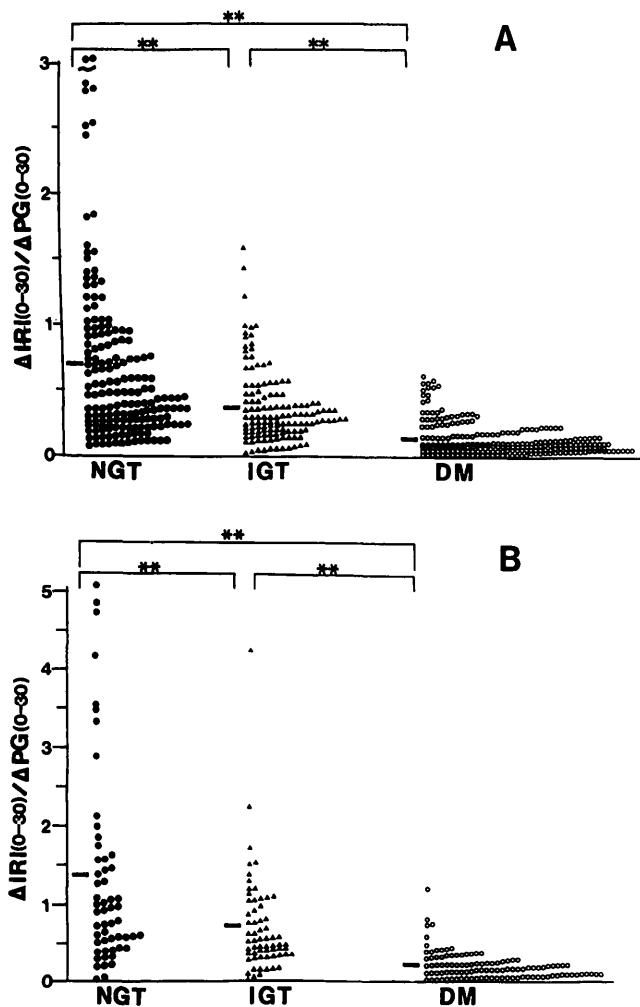 **
A
**
**
3
2
1
0
ΔIRI(0–30)/ΔPG(0–30)
NGT
IGT
DM
**
B
**
**
5
4
3
2
1
0
ΔIRI(0–30)/ΔPG(0–30)
NGT
IGT
DM